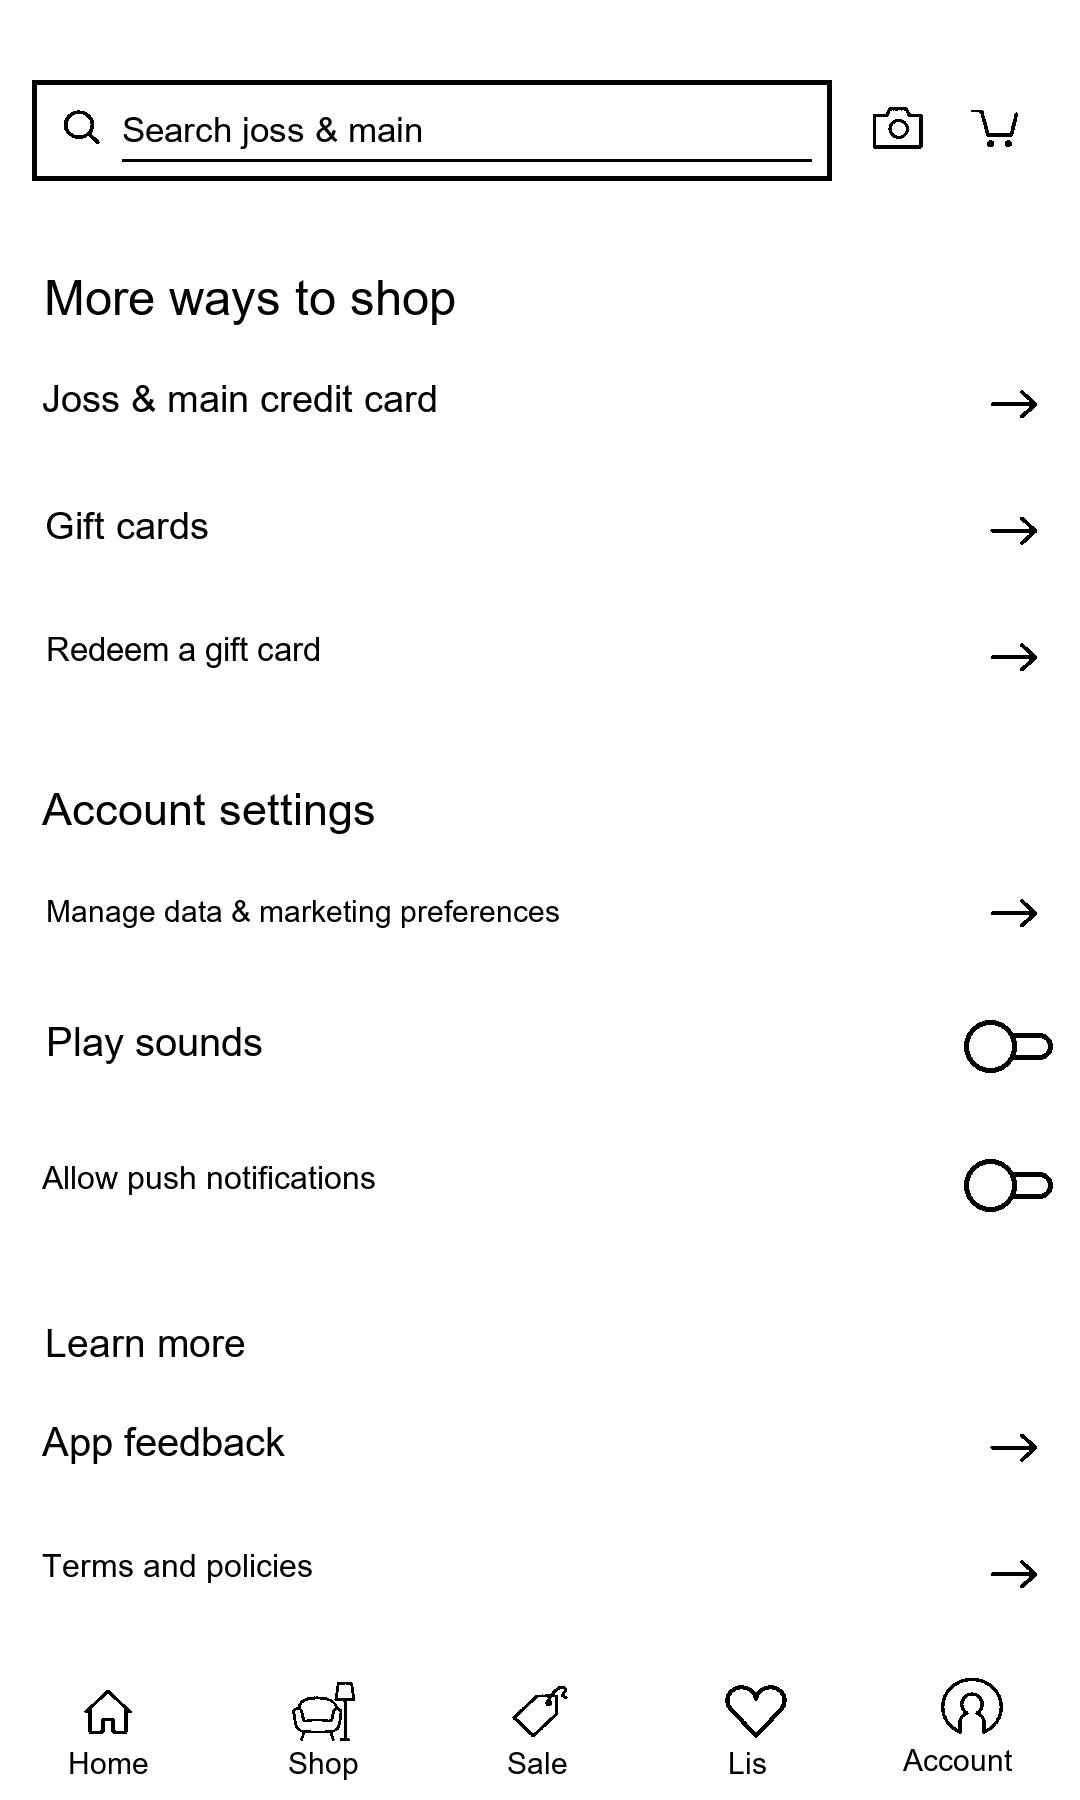 Search joss & main
More ways to shop
Joss & main credit card
Gift cards
Redeem a gift card
Account settings
Manage data & marketing preferences
Play sounds
Allow push notifications
Learn more
App feedback
Terms and policies
Home Shop Sale Lis Account